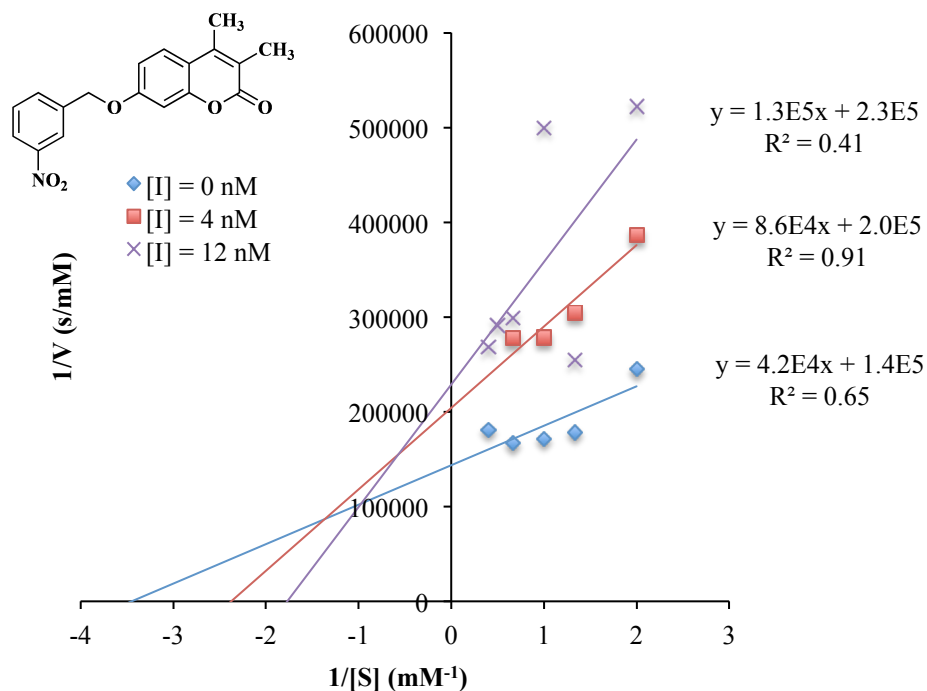 CH₃
CH₃
O
O
O
NO₂
[I] = 0 nM
[I] = 4 nM
[I] = 12 nM
y = 1.3E5x + 2.3E5
R² = 0.41
y = 8.6E4x + 2.0E5
R² = 0.91
y = 4.2E4x + 1.4E5
R² = 0.65
1/V (s/mM)
600000
500000
400000
300000
200000
100000
0
-4 -3 -2 -1 0 1 2 3
1/[S] (mM⁻¹)